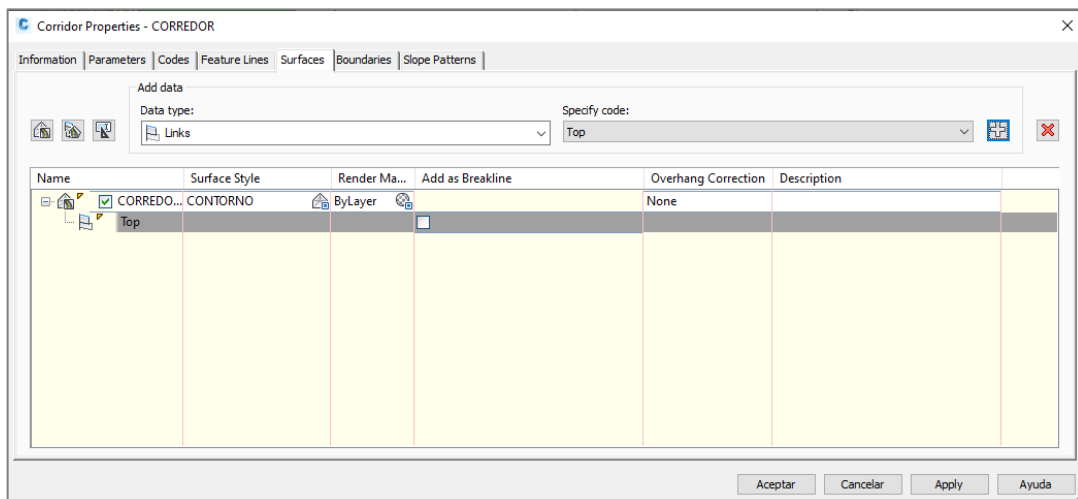 Corridor Properties - CORREDOR
Information Parameters Codes Feature Lines Surfaces Boundaries Slope Patterns
Add data
Data type: Specify code:
Links Top
Name Surface Style Render Ma... Add as Breakline Overhang Correction Description
CORREDO... CONTORNO ByLayer None
Top
Aceptar Cancelar Apply Ayuda